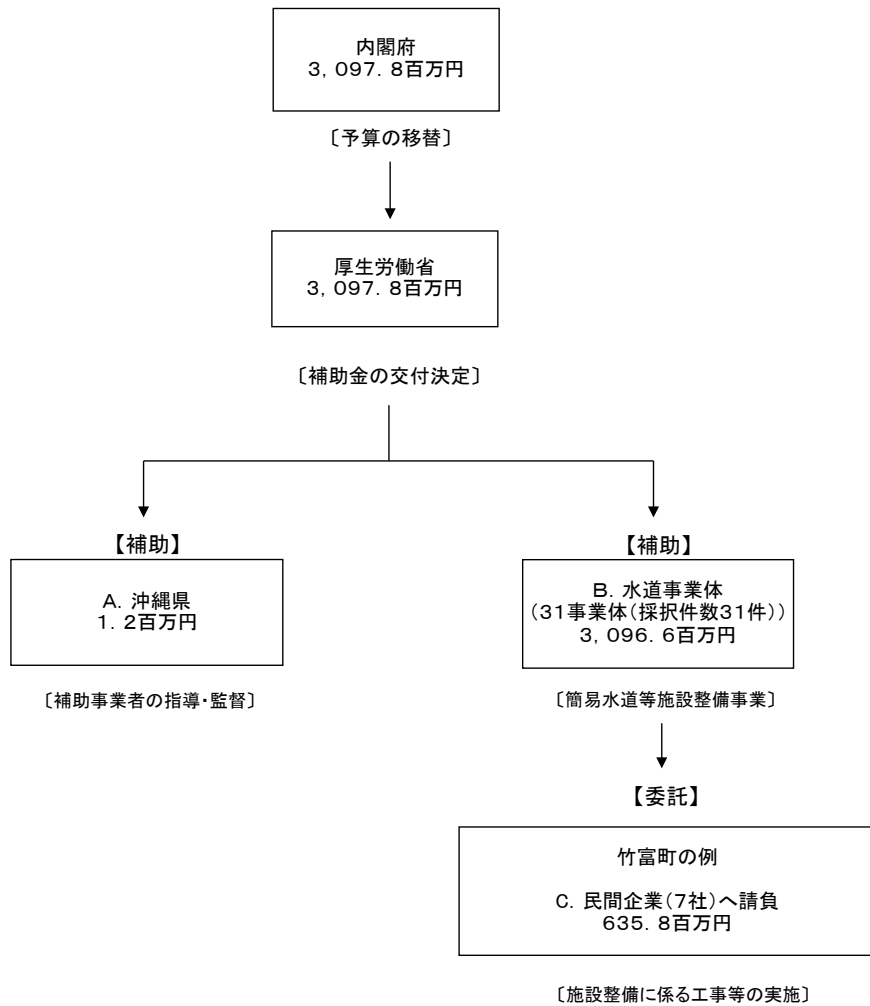 内閣府
3,097.8百万円
〔予算の移替〕
厚生労働省
3,097.8百万円
〔補助金の交付決定〕
【補助】
A. 沖縄県
1.2百万円
〔補助事業者の指導・監督〕
【補助】
B. 水道事業体
(31事業体(採択件数31件))
3,096.6百万円
〔簡易水道等施設整備事業〕
【委託】
竹富町の例
C. 民間企業(7社)へ請負
635.8百万円
〔施設整備に係る工事等の実施〕